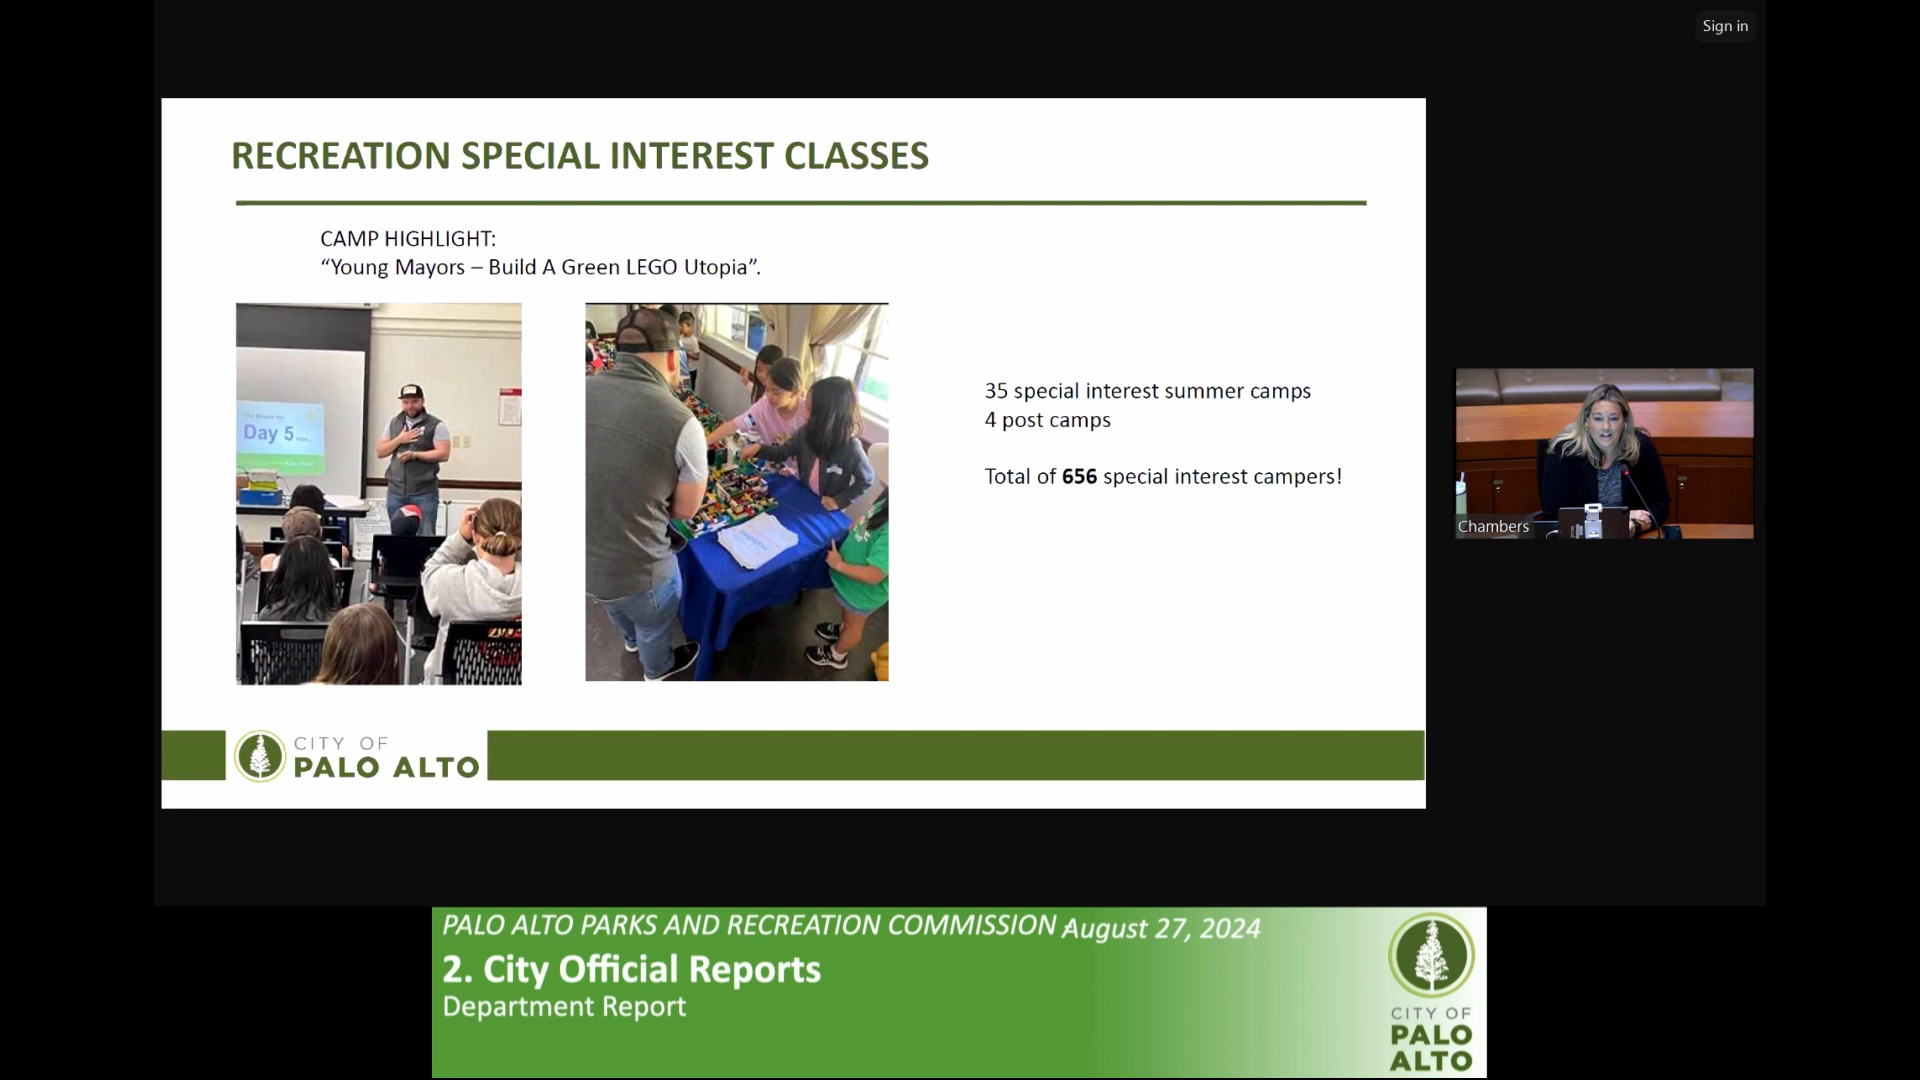 Sign in
RECREATION SPECIAL INTEREST CLASSES
CAMP HIGHLIGHT:
“Young Mayors – Build A Green LEGO Utopia”.
Day 5
35 special interest summer camps
4 post camps
Total of 656 special interest campers!
Chambers
CITY OF
PALO ALTO
PALO ALTO PARKS AND RECREATION COMMISSION August 27, 2024
2. City Official Reports
Department Report
CITY OF
PALO
ALTO